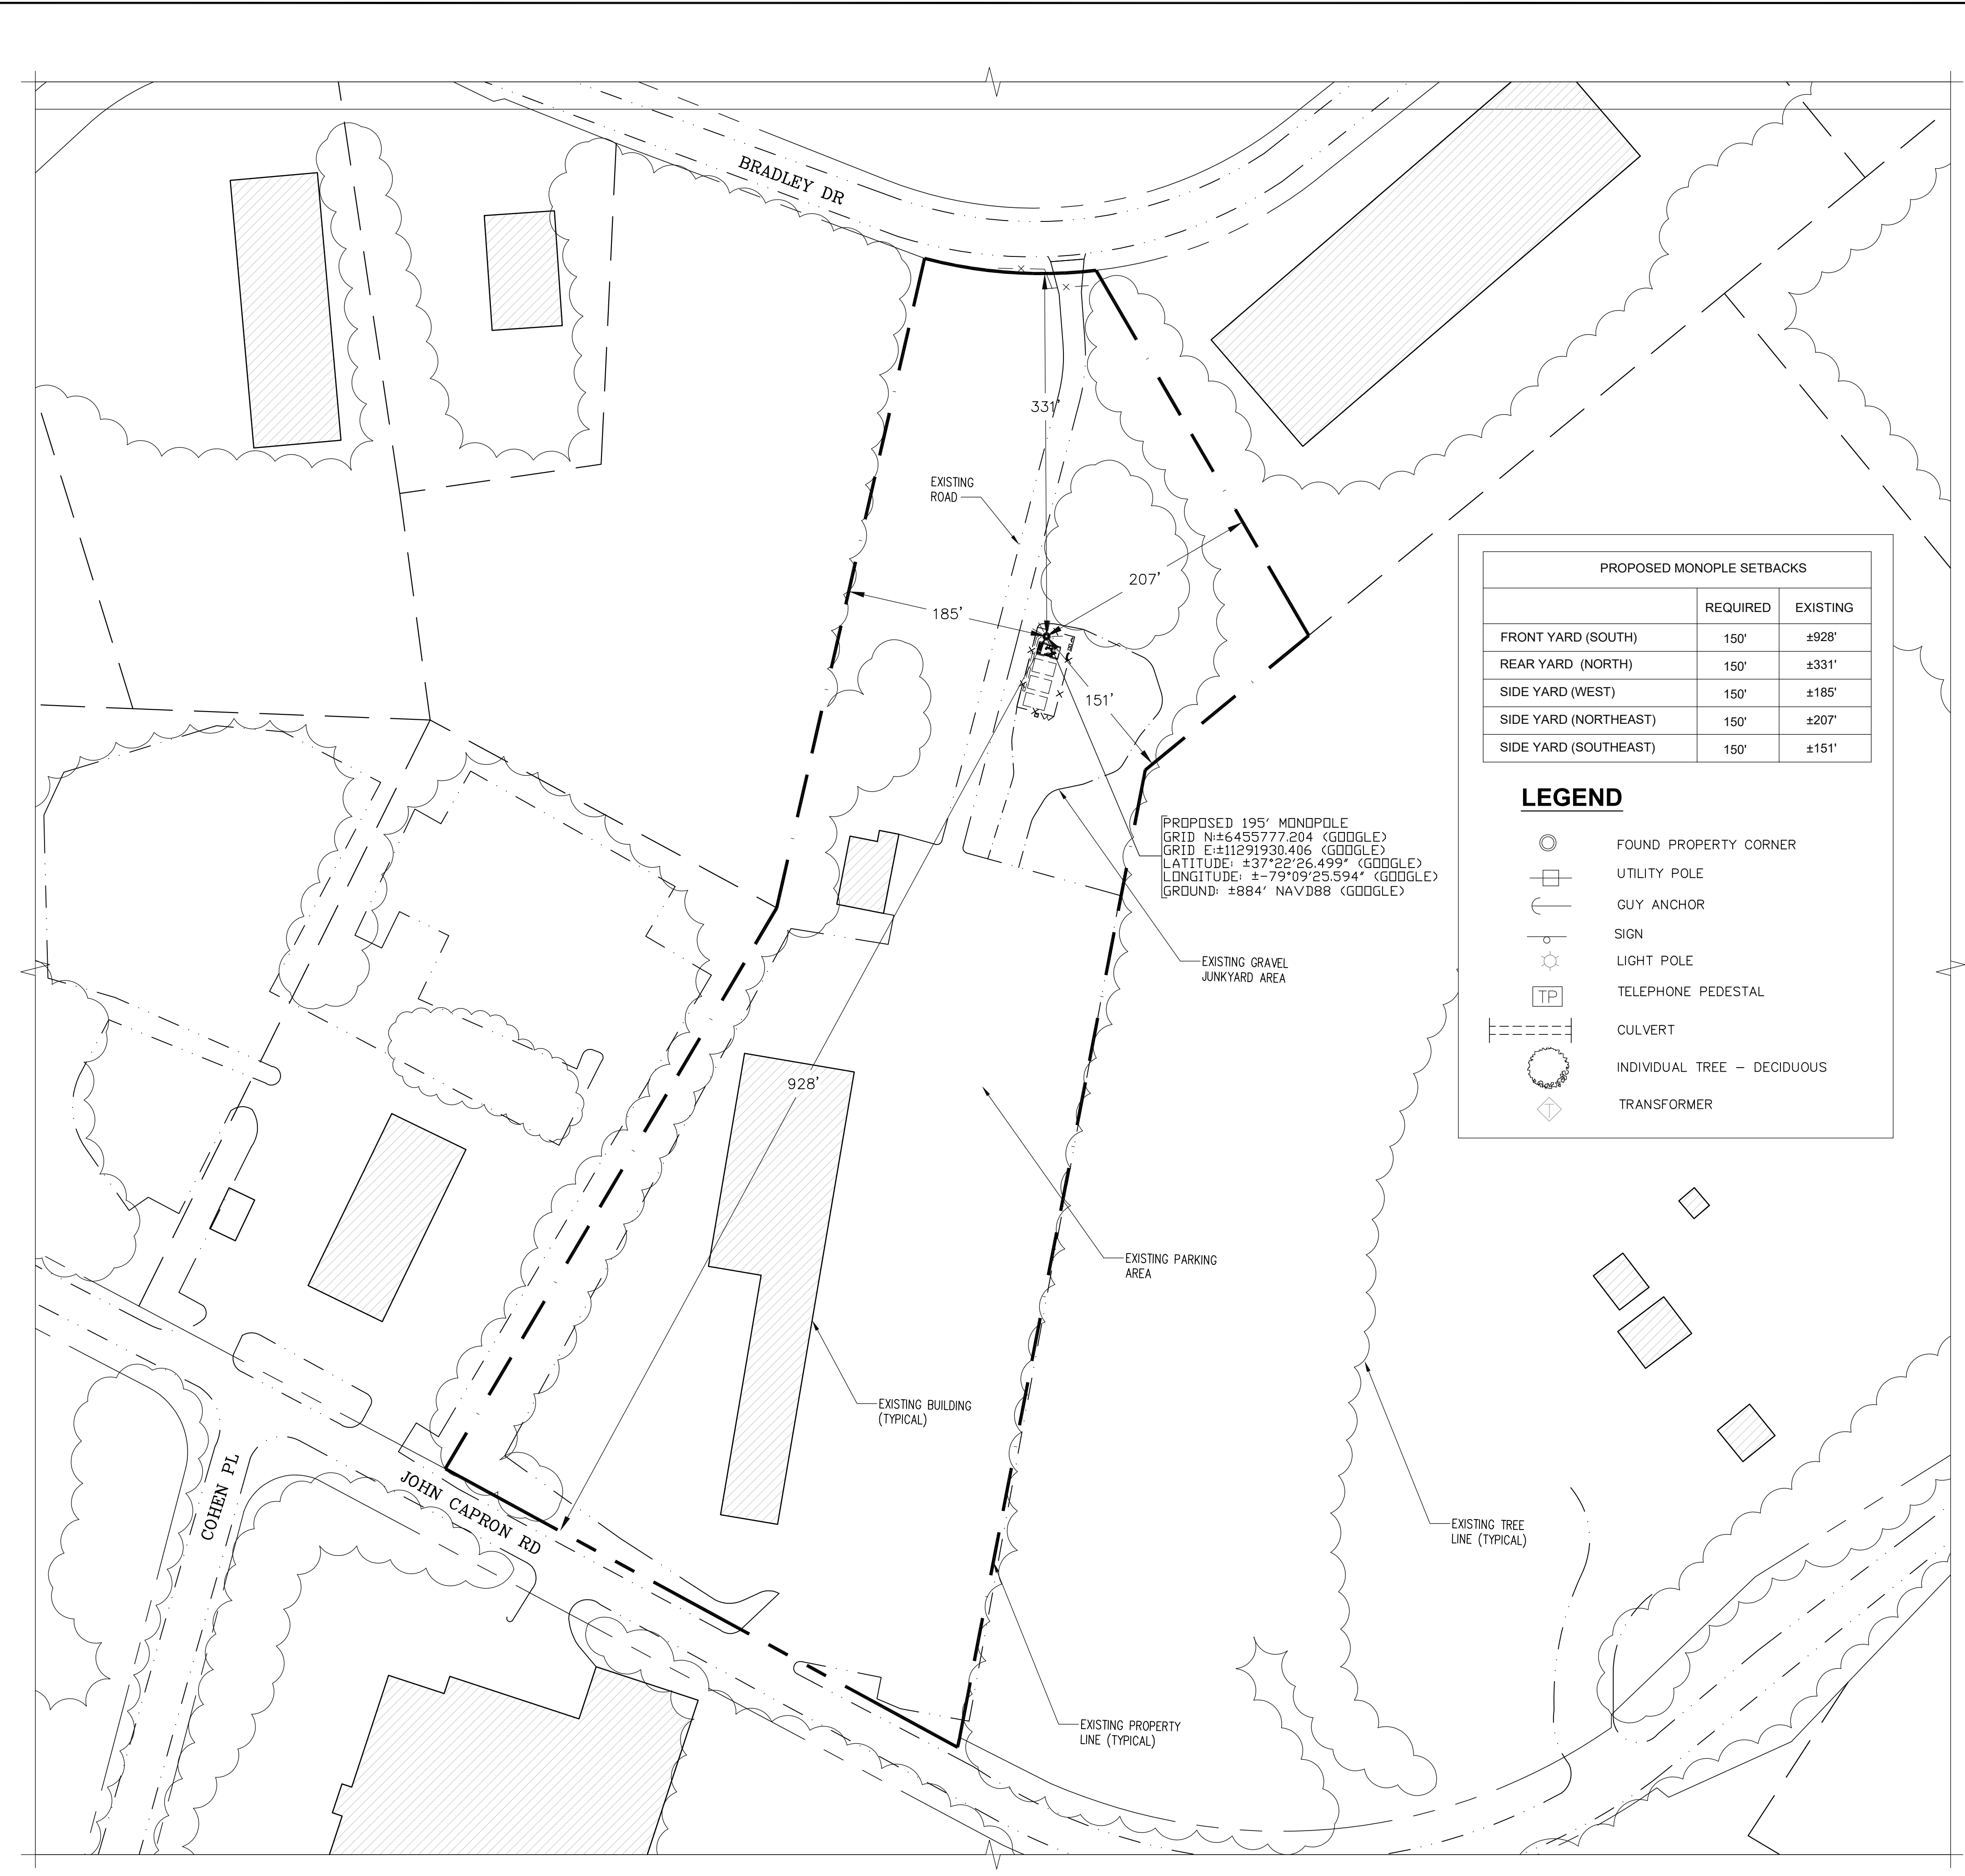 BRADLEY DR
331'
EXISTING
ROAD
207'
185'
151'
PROPOSED MONOPLE SETBACKS
REQUIRED EXISTING
FRONT YARD (SOUTH) 150' ±928'
REAR YARD (NORTH) 150' ±331'
SIDE YARD (WEST) 150' ±185'
SIDE YARD (NORTHEAST) 150' ±207'
SIDE YARD (SOUTHEAST) 150' ±151'
LEGEND
FOUND PROPERTY CORNER
UTILITY POLE
GUY ANCHOR
SIGN
LIGHT POLE
TP TELEPHONE PEDESTAL
CULVERT
INDIVIDUAL TREE – DECIDUOUS
T TRANSFORMER
PROPOSED 195' MONOPOLE
GRID N:±6455777.204 (GOOGLE)
GRID E:±11291930.406 (GOOGLE)
LATITUDE: ±37°22'26.499" (GOOGLE)
LONGITUDE: ±-79°09'25.594" (GOOGLE)
GROUND: ±884' NAVD88 (GOOGLE)
EXISTING GRAVEL
JUNKYARD AREA
928'
EXISTING PARKING
AREA
EXISTING BUILDING
(TYPICAL)
COHEN PL
JOHN CAPRON RD
EXISTING TREE
LINE (TYPICAL)
EXISTING PROPERTY
LINE (TYPICAL)